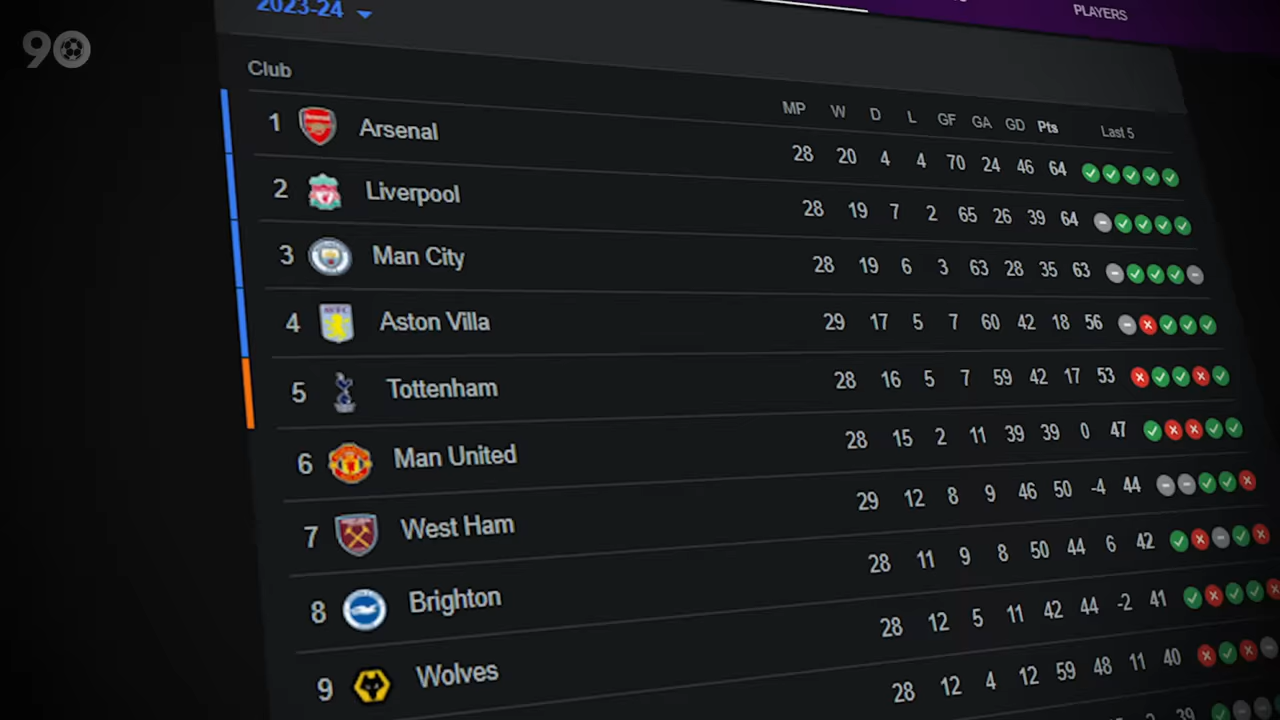 90
2023-24
PLAYERS
Club MP W D L GF GA GD Pts Last 5
1 Arsenal 28 20 4 4 70 24 46 64
2 Liverpool 28 19 7 2 65 26 39 64
3 Man City 28 19 6 3 63 28 35 63
4 Aston Villa 29 17 5 7 60 42 18 56
5 Tottenham 28 16 5 7 59 42 17 53
6 Man United 28 15 2 11 39 39 0 47
7 West Ham 29 12 8 9 46 50 -4 44
8 Brighton 28 11 9 8 50 44 6 42
9 Wolves 28 12 5 11 42 44 -2 41
28 12 4 12 59 48 11 40
39